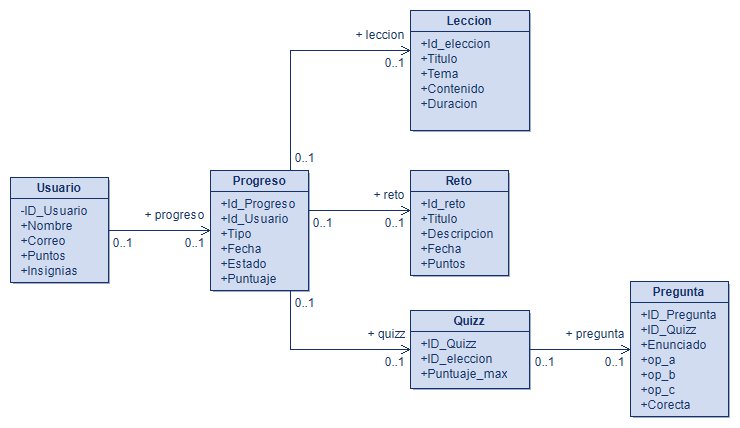 Leccion
+Id_eleccion
+Titulo
+Tema
+Contenido
+Duracion
+ leccion
0..1
0..1
Usuario
-ID_Usuario
+Nombre
+Correo
+Puntos
+Insignias
+ progreso
0..1
0..1
Progreso
+Id_Progreso
+Id_Usuario
+Tipo
+Fecha
+Estado
+Puntuaje
+ reto
0..1
0..1
Reto
+Id_reto
+Titulo
+Descripcion
+Fecha
+Puntos
0..1
+ quizz
0..1
Quizz
+ID_Quizz
+ID_eleccion
+Puntuaje_max
+ pregunta
0..1
0..1
Pregunta
+ID_Pregunta
+ID_Quizz
+Enunciado
+op_a
+op_b
+op_c
+Corecta